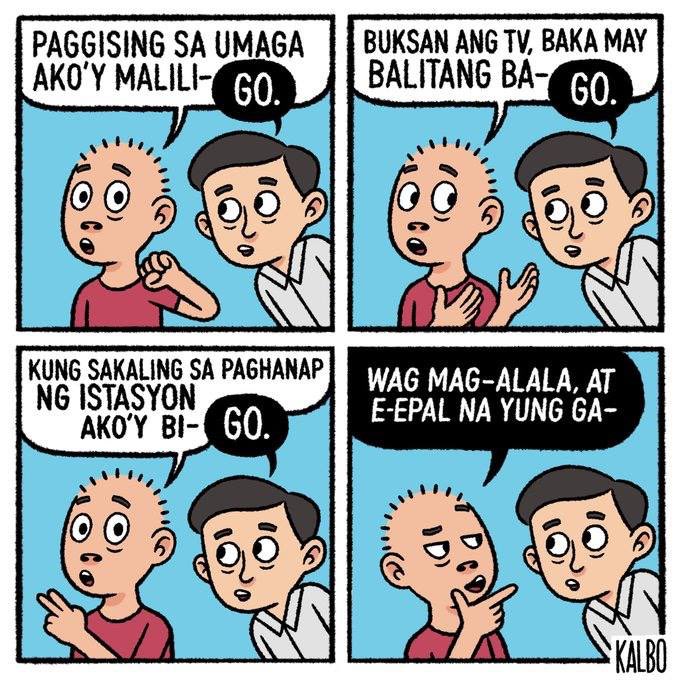 PAGGISING SA UMAGA
AKO'Y MALILI-
GO.
BUKSAN ANG TV, BAKA MAY
BALITANG BA-
GO.
KUNG SAKALING SA PAGHANAP
NG ISTASYON
AKO'Y BI-
GO.
WAG MAG-ALALA, AT
E-EPAL NA YUNG GA-
KALBO